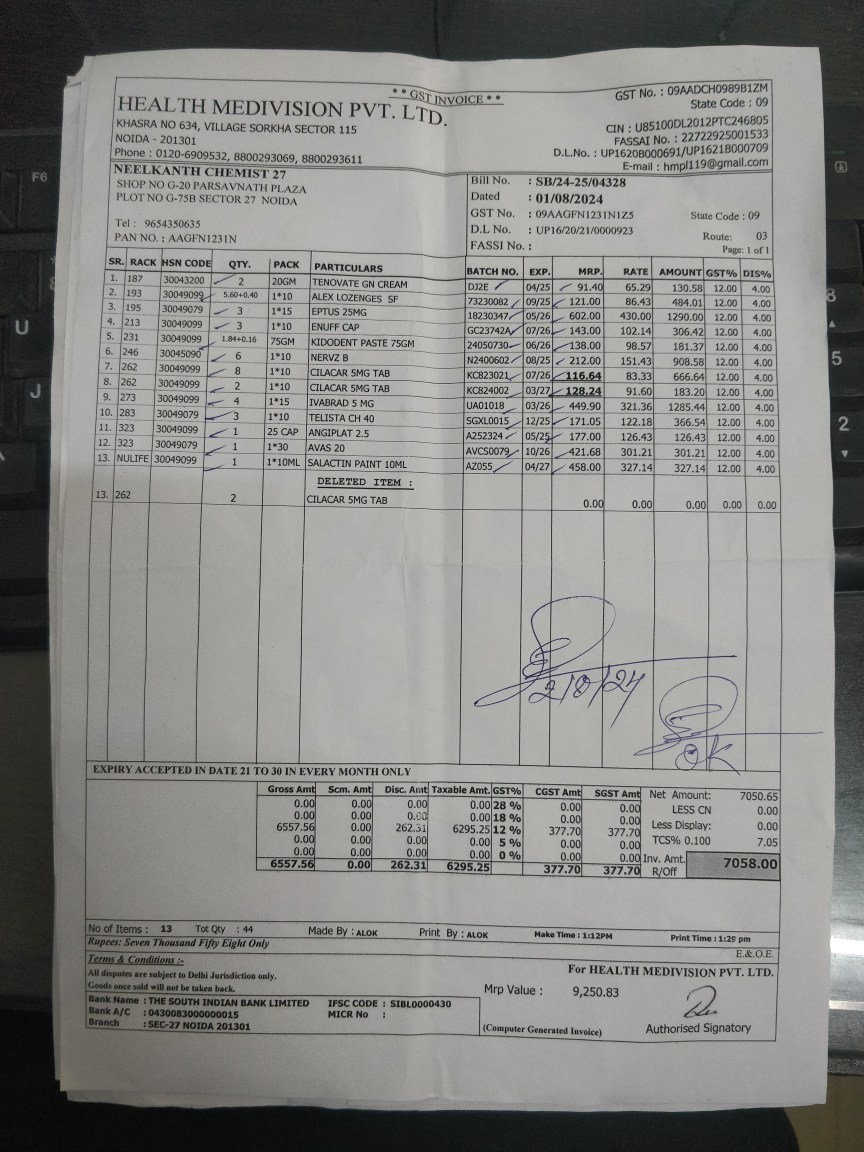 * * GST INVOICE * *
HEALTH MEDIVISION PVT. LTD.
KHASRA NO 634, VILLAGE SORKHA SECTOR 115
NOIDA - 201301
Phone : 0120-6909532, 8800293069, 8800293611
GST No. : 09AADCH0989B1ZM
State Code : 09
CIN : U85100DL2012PTC246805
FASSAI No. : 22722925001533
D.L.No. : UP1620B000691/UP1621B000709
E-mail : hmpl119@gmail.com
NEELKANTH CHEMIST 27
SHOP NO G-20 PARSAVNATH PLAZA
PLOT NO G-75B SECTOR 27 NOIDA
Tel : 9654350635
PAN NO. : AAGFN1231N
Bill No. : SB/24-25/04328
Dated : 01/08/2024
GST No. : 09AAGFN1231N1Z5 State Code : 09
D.L No. : UP16/20/21/0000923
Route: 03
FASSI No. :
Page: 1 of 1
SR. RACK HSN CODE QTY. PACK PARTICULARS BATCH NO. EXP. MRP. RATE AMOUNT GST% DIS%
1. 187 30043200 2 20GM TENOVATE GN CREAM DJ2E 04/25 91.40 65.29 130.58 12.00 4.00
2. 193 30049099 5.60+0.40 1*10 ALEX LOZENGES SF 73230082 09/25 121.00 86.43 484.01 12.00 4.00
3. 195 30049079 3 1*15 EPTUS 25MG 18230347 05/26 602.00 430.00 1290.00 12.00 4.00
4. 213 30049099 3 1*10 ENUFF CAP GC23742A 07/26 143.00 102.14 306.42 12.00 4.00
5. 231 30049099 1.84+0.16 75GM KIDODENT PASTE 75GM 24050730 06/26 138.00 98.57 181.37 12.00 4.00
6. 246 30045090 6 1*10 NERVZ B N2400602 08/25 212.00 151.43 908.58 12.00 4.00
7. 262 30049099 8 1*10 CILACAR 5MG TAB KC823021 07/26 116.64 83.33 666.64 12.00 4.00
8. 262 30049099 2 1*10 CILACAR 5MG TAB KC824002 03/27 128.24 91.60 183.20 12.00 4.00
9. 273 30049099 4 1*15 IVABRAD 5 MG UA01018 03/26 449.90 321.36 1285.44 12.00 4.00
10. 283 30049079 3 1*10 TELISTA CH 40 SGXL0015 12/25 171.05 122.18 366.54 12.00 4.00
11. 323 30049099 1 25 CAP ANGIPLAT 2.5 A252324 05/25 177.00 126.43 126.43 12.00 4.00
12. 323 30049079 1 1*30 AVAS 20 AVCS0079 10/26 421.68 301.21 301.21 12.00 4.00
13. NULIFE 30049099 1 1*10ML SALACTIN PAINT 10ML AZ055 04/27 458.00 327.14 327.14 12.00 4.00
DELETED ITEM :
13. 262 2 CILACAR 5MG TAB 0.00 0.00 0.00 0.00 0.00
2/8/24
OK
EXPIRY ACCEPTED IN DATE 21 TO 30 IN EVERY MONTH ONLY
Gross Amt Scm. Amt Disc. Amt Taxable Amt. GST% CGST Amt SGST Amt
0.00 0.00 0.00 0.00 28 % 0.00 0.00
0.00 0.00 0.00 0.00 18 % 0.00 0.00
6557.56 0.00 262.31 6295.25 12 % 377.70 377.70
0.00 0.00 0.00 0.00 5 % 0.00 0.00
0.00 0.00 0.00 0.00 0 % 0.00 0.00
6557.56 0.00 262.31 6295.25 377.70 377.70
Net Amount: 7050.65
LESS CN 0.00
Less Display: 0.00
TCS% 0.100 7.05
Inv. Amt. R/Off 7058.00
No of Items : 13 Tot Qty : 44 Made By : ALOK Print By : ALOK Make Time : 1:12PM Print Time : 1:29 pm
Rupees: Seven Thousand Fifty Eight Only
E.&.O.E.
Terms & Conditions :-
All disputes are subject to Delhi Jurisdiction only.
Goods once sold will not be taken back.
Bank Name : THE SOUTH INDIAN BANK LIMITED IFSC CODE : SIBL0000430
Bank A/C : 0430083000000015 MICR No :
Branch : SEC-27 NOIDA 201301
For HEALTH MEDIVISION PVT. LTD.
Mrp Value : 9,250.83
(Computer Generated Invoice)
Authorised Signatory
F6
U
J
8
2